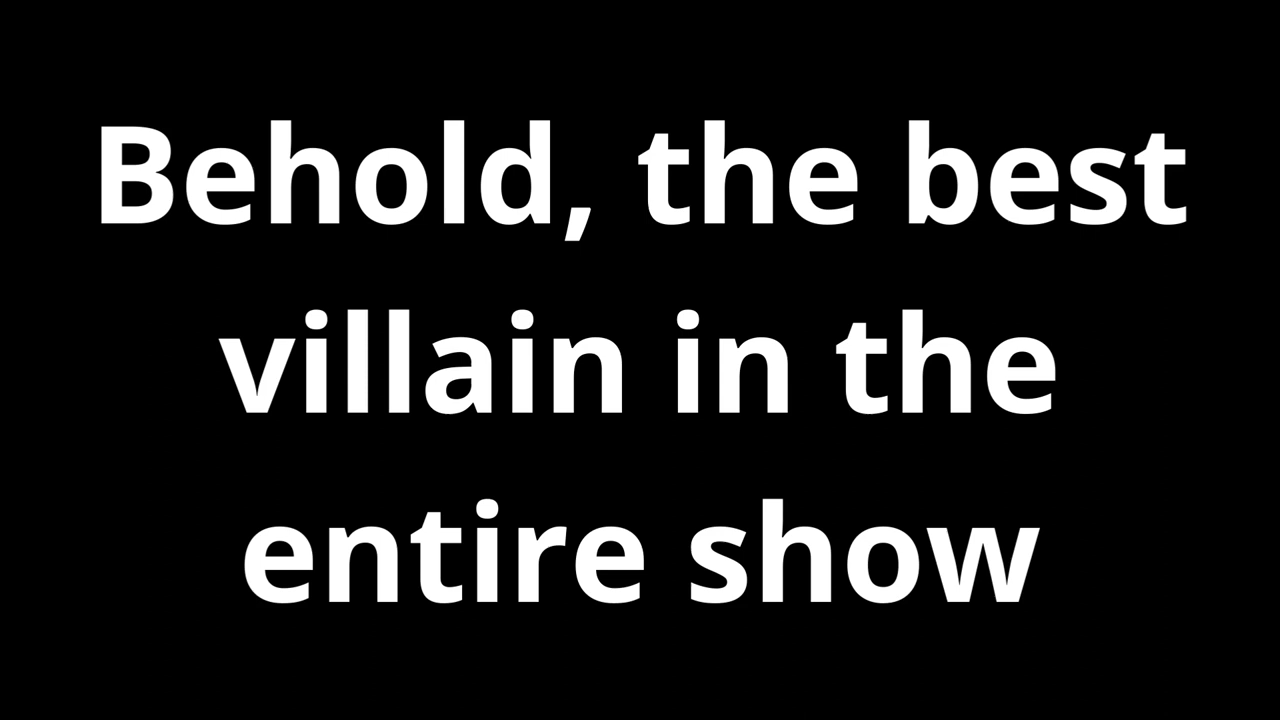 Behold, the best
villain in the
entire show